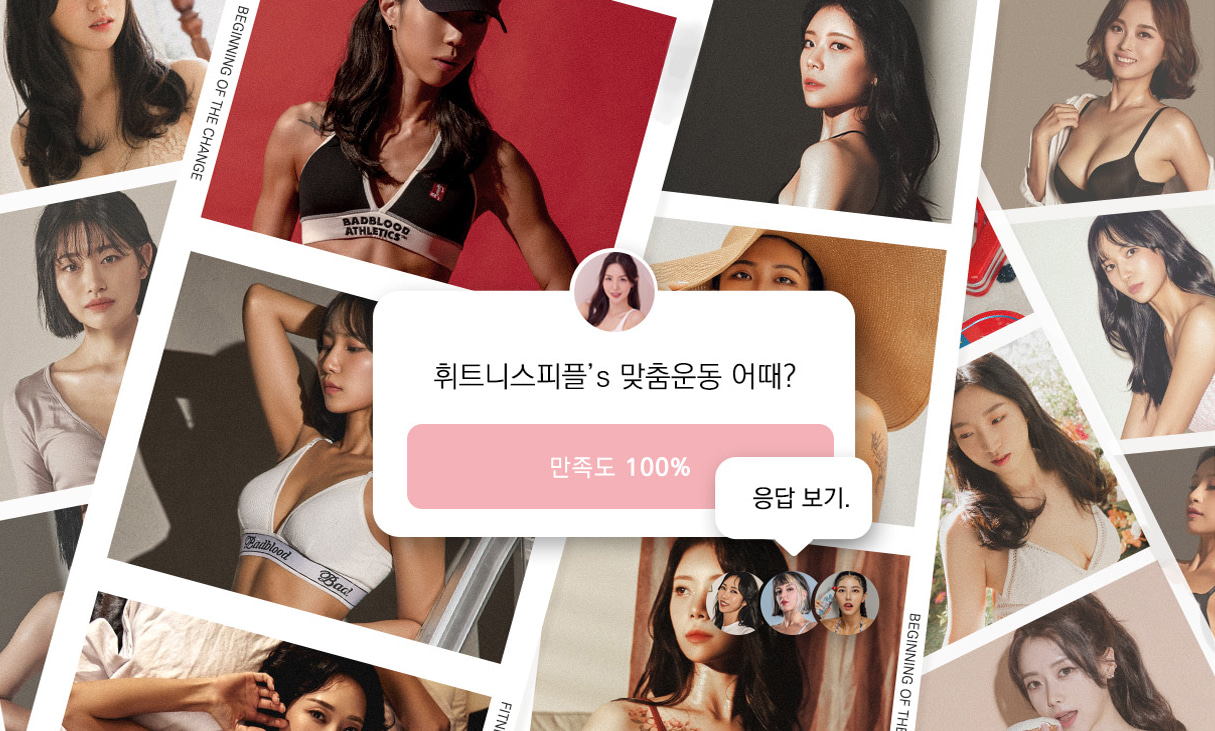 BEGINNING OF THE CHANGE
BADBLOOD
ATHLETICS
휘트니스피플’s 맞춤운동 어때?
만족도 100%
응답 보기.
Badblood
Bad
BEGINNING OF THE